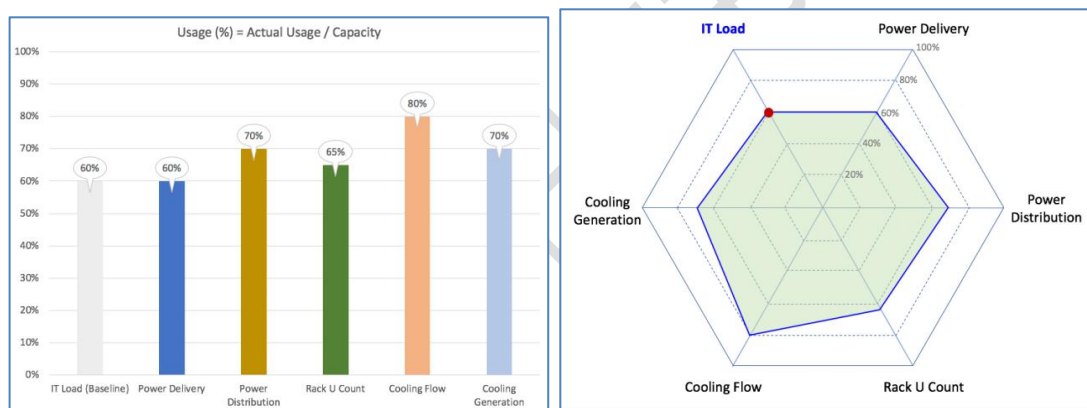 Usage (%) = Actual Usage / Capacity
100%
90%
80%
70%
60%
50%
40%
30%
20%
10%
0%
60%
60%
70%
65%
80%
70%
IT Load (Baseline)
Power Delivery
Power
Distribution
Rack U Count
Cooling Flow
Cooling
Generation
IT Load
Power Delivery
100%
80%
60%
40%
20%
Cooling
Generation
Power
Distribution
Cooling Flow
Rack U Count